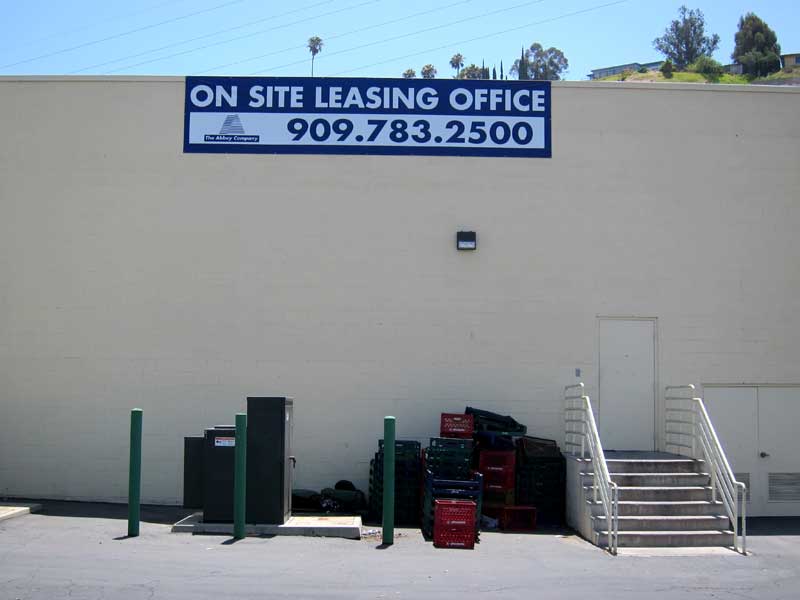 ON SITE LEASING OFFICE
The Abbey Company
909.783.2500